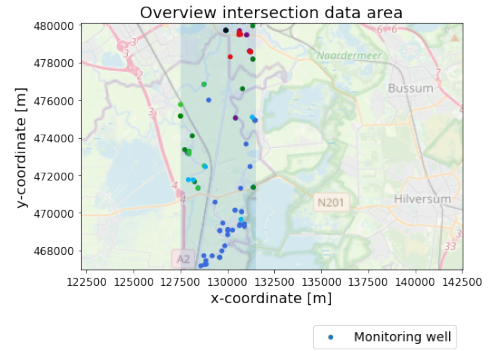 Overview intersection data area
480000
478000
476000
474000
472000
470000
468000
y-coordinate [m]
Naardermeer
Bussum
Hilversum
N201
A2
122500 125000 127500 130000 132500 135000 137500 140000 142500
x-coordinate [m]
Monitoring well